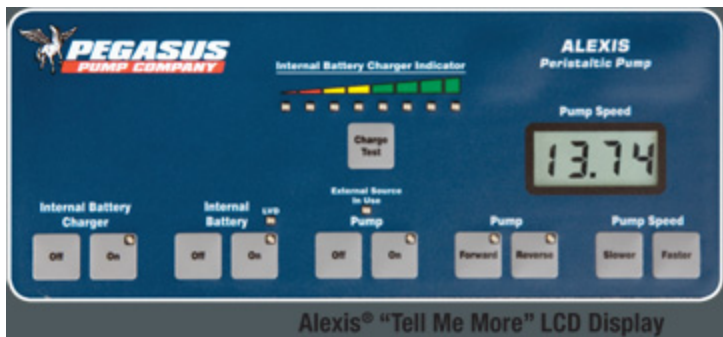 PEGASUS
PUMP COMPANY
ALEXIS
Peristaltic Pump
Internal Battery Charger Indicator
Charge
Test
Pump Speed
13.74
Internal Battery
Charger
Off
On
Internal
Battery
LVD
Off
On
External Source
In Use
Pump
Off
On
Pump
Forward
Reverse
Pump Speed
Slower
Faster
Alexis® "Tell Me More" LCD Display